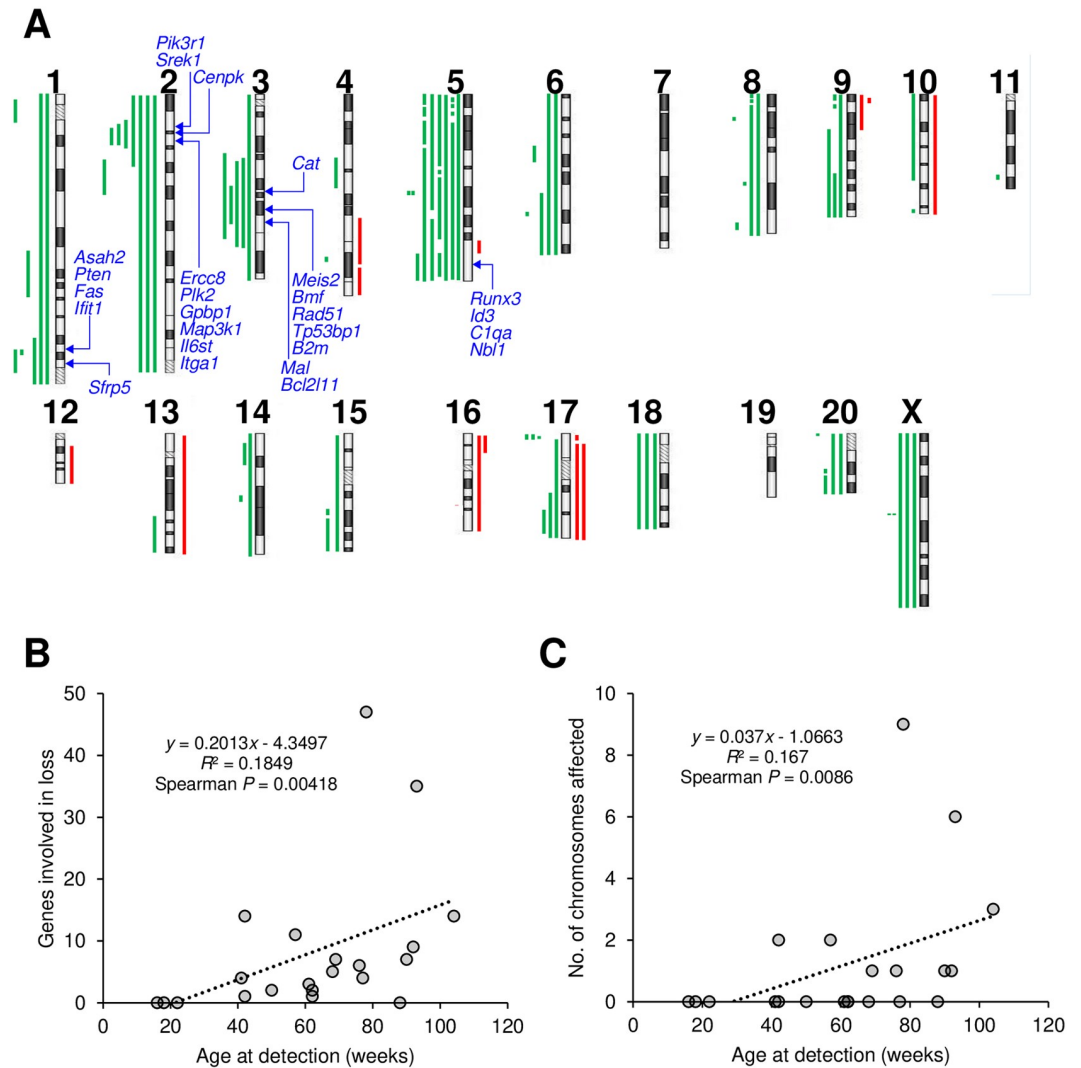 A
Pik3r1
Srek1
Cenpk
1 2 3 4 5 6 7 8 9 10 11
Cat
Asah2
Pten
Fas
Ifit1
Sfrp5
Ercc8
Plk2
Gpbp1
Map3k1
Il6st
Itga1
Meis2
Bmf
Rad51
Tp53bp1
B2m
Mal
Bcl2l11
Runx3
Id3
C1qa
Nbl1
12 13 14 15 16 17 18 19 20 X
B
50
40
30
20
10
0
Genes involved in loss
y = 0.2013x - 4.3497
R² = 0.1849
Spearman P = 0.00418
0 20 40 60 80 100 120
Age at detection (weeks)
C
10
8
6
4
2
0
No. of chromosomes affected
y = 0.037x - 1.0663
R² = 0.167
Spearman P = 0.0086
0 20 40 60 80 100 120
Age at detection (weeks)